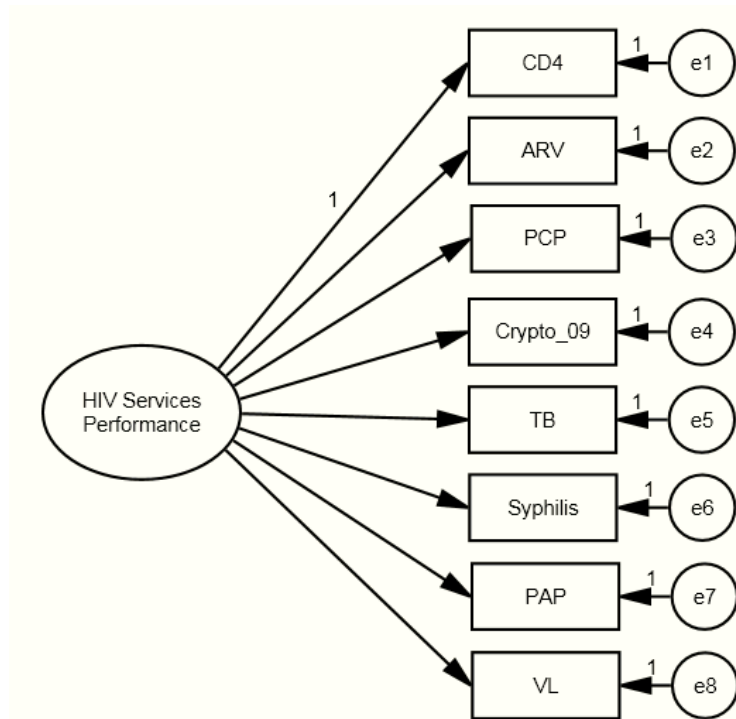 CD4
1
e1
ARV
1
e2
PCP
1
e3
1
Crypto_09
1
e4
HIV Services
Performance
TB
1
e5
Syphilis
1
e6
PAP
1
e7
VL
1
e8